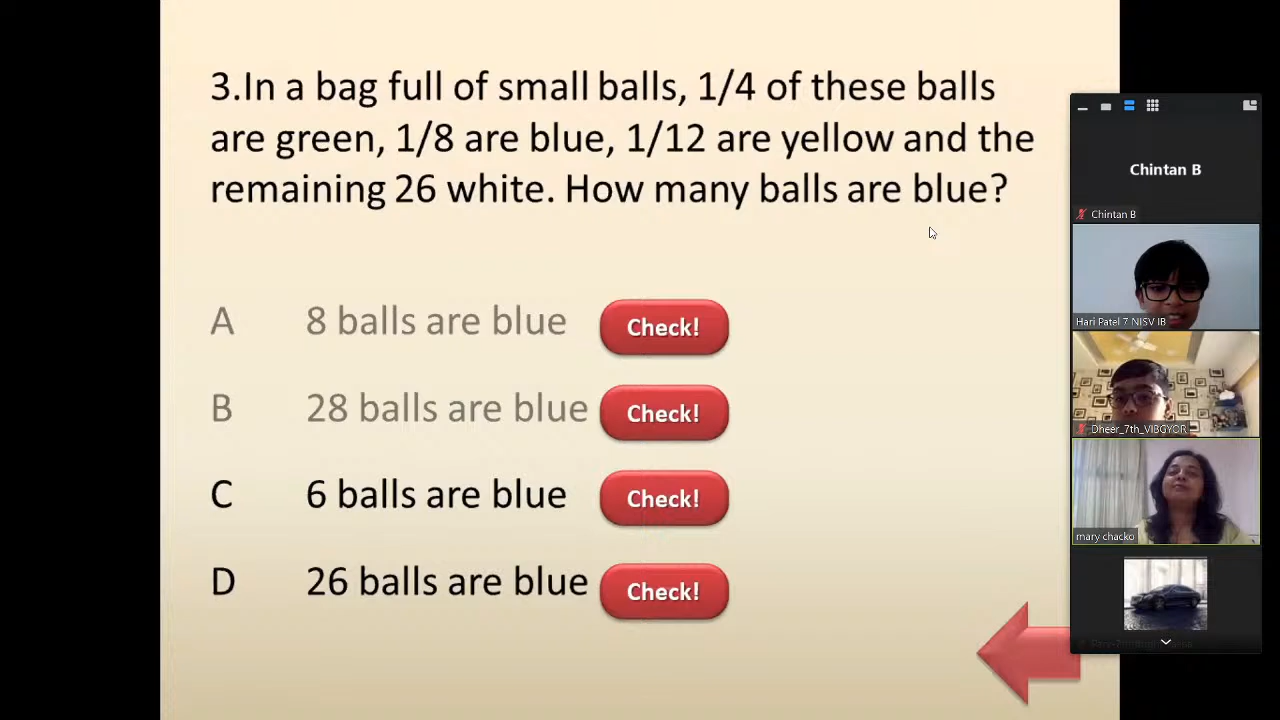 3.In a bag full of small balls, 1/4 of these balls
are green, 1/8 are blue, 1/12 are yellow and the
remaining 26 white. How many balls are blue?
A 8 balls are blue Check!
B 28 balls are blue Check!
C 6 balls are blue Check!
D 26 balls are blue Check!
Chintan B
Chintan B
Hari Patel 7 NISV IB
Dheer_7th_VIBGYOR
mary chacko